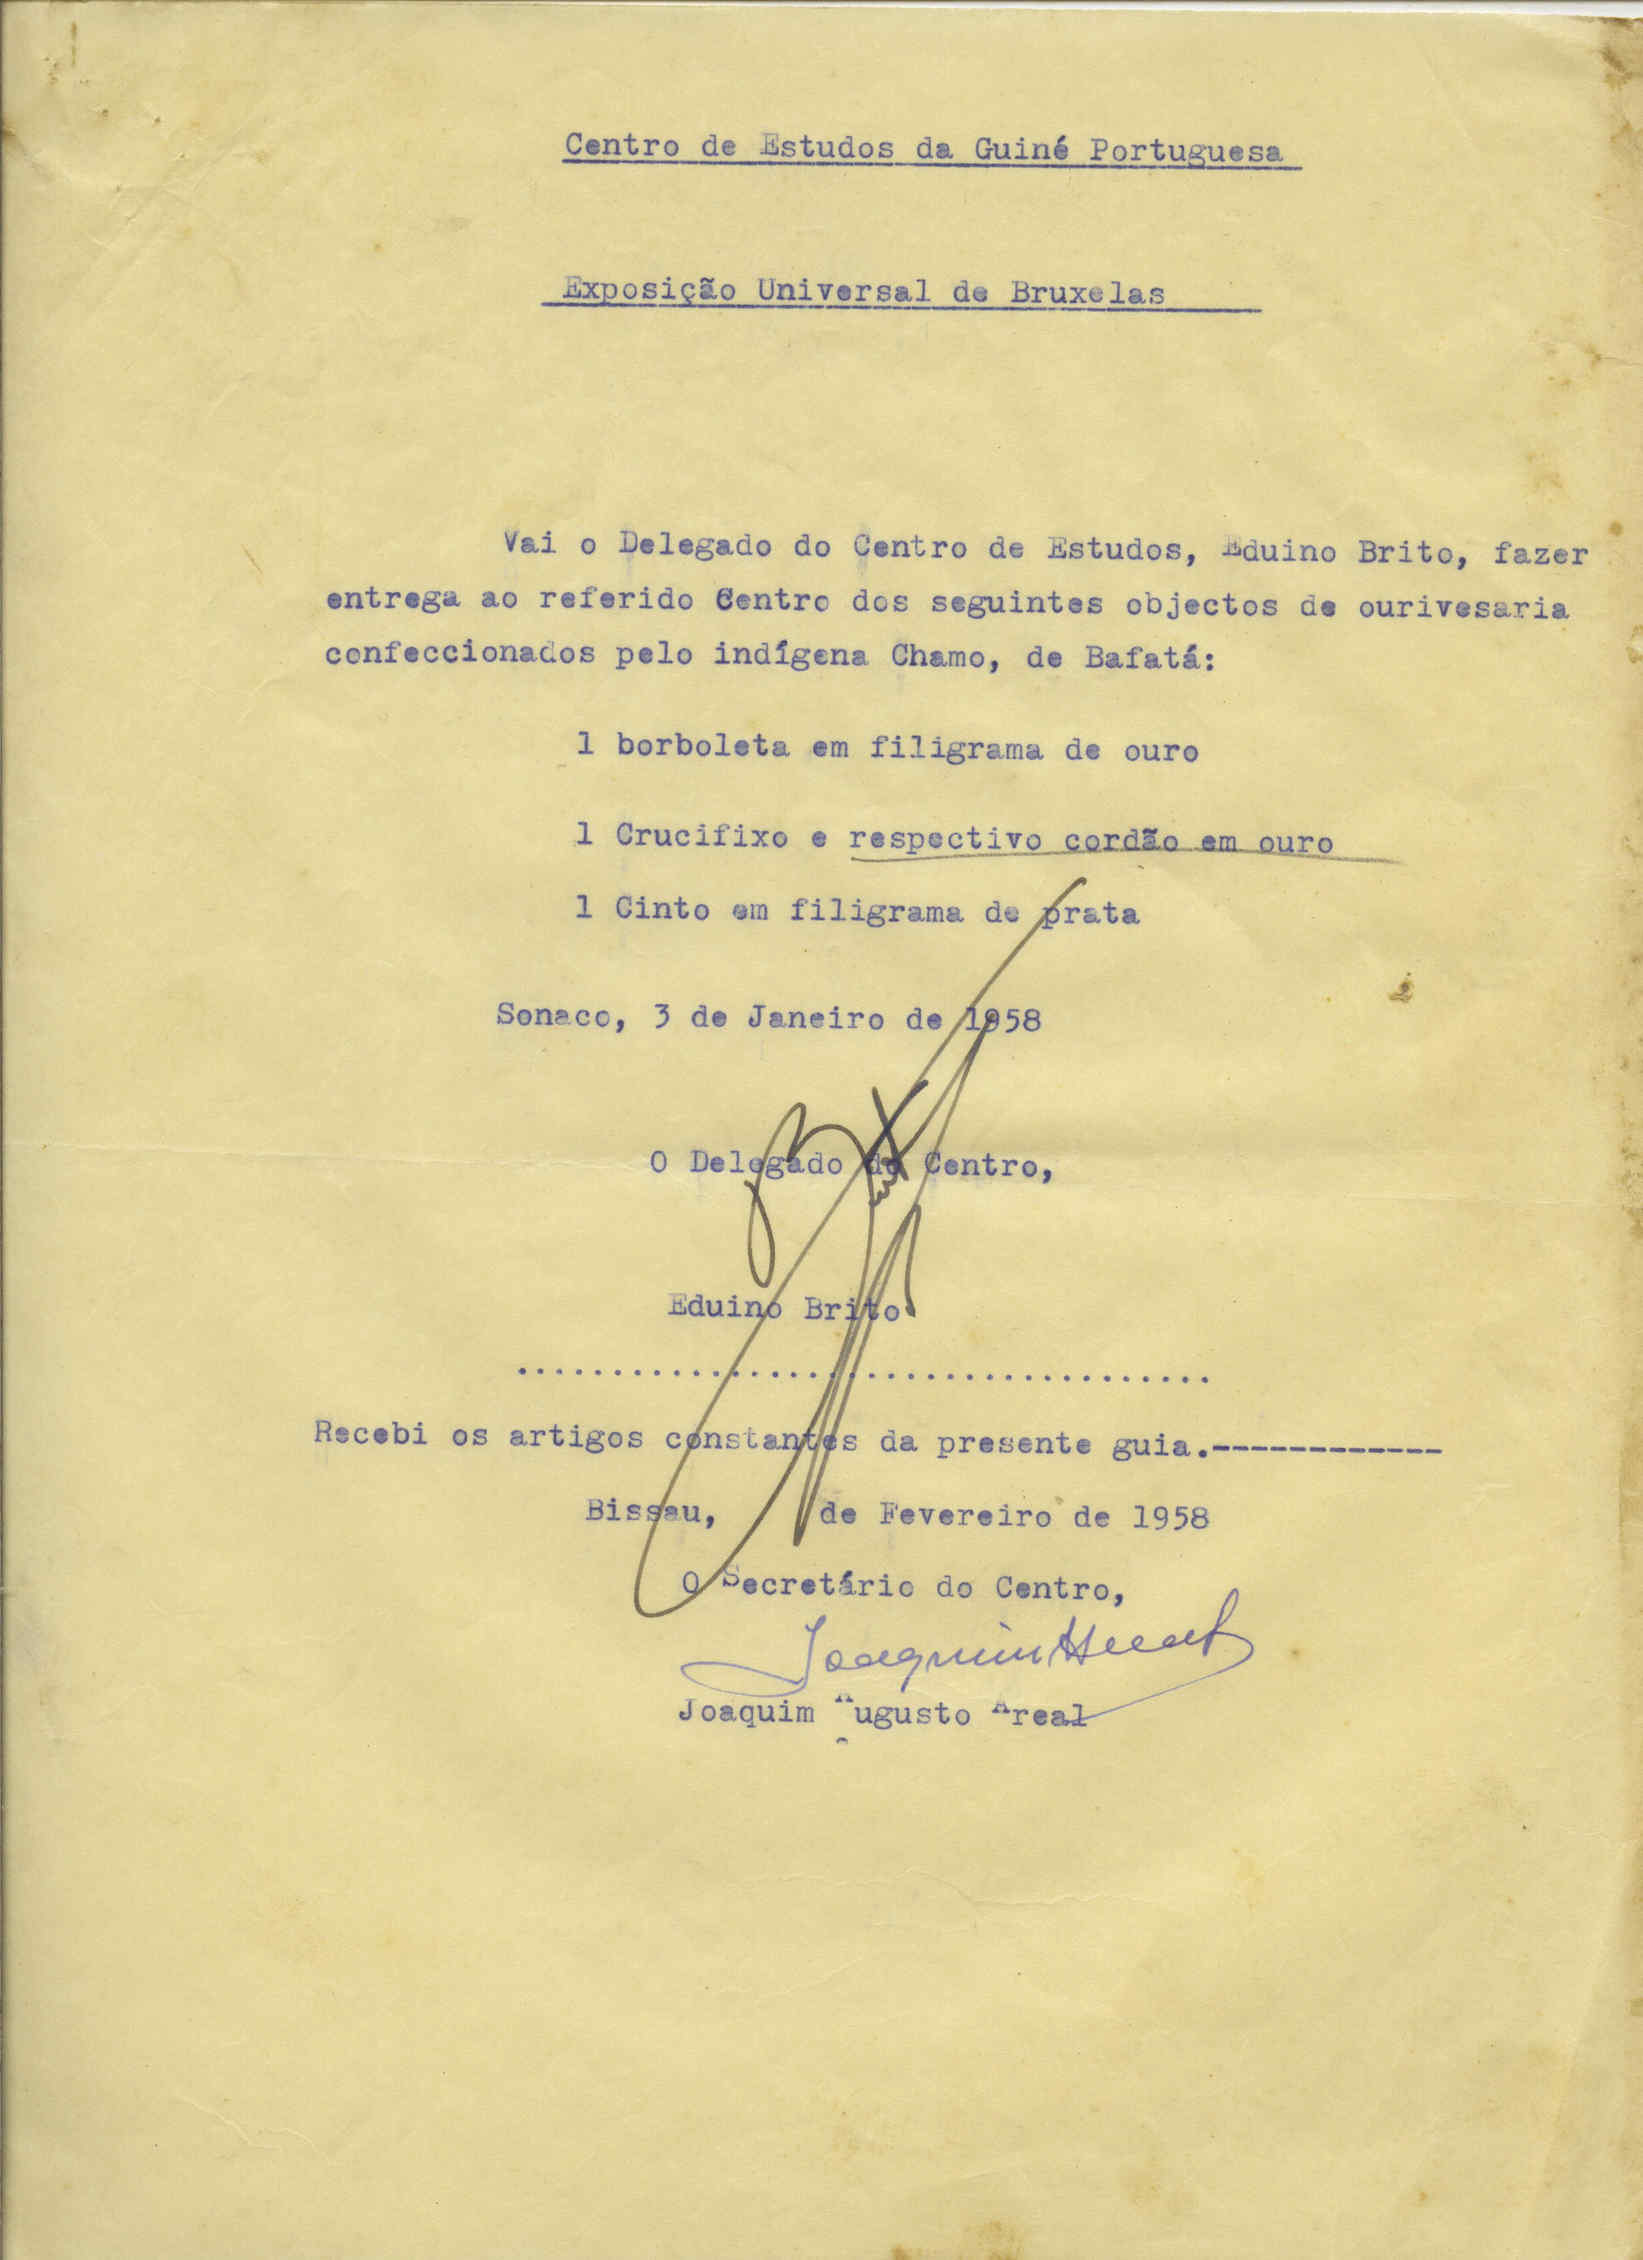 Centro de Estudos da Guiné Portuguesa
Exposição Universal de Bruxelas
Vai o Delegado do Centro de Estudos, Eduino Brito, fazer
entrega ao referido Centro dos seguintes objectos de ourivesaria
confeccionados pelo indígena Chamo, de Bafatá:
1 borboleta em filigrama de ouro
1 Crucifixo e respectivo cordão em ouro
1 Cinto em filigrama de prata
Sonaco, 3 de Janeiro de 1958
O Delegado do Centro,
Eduino Brito
....................................
Recebi os artigos constantes da presente guia.------------
Bissau, de Fevereiro de 1958
O Secretário do Centro,
Joaquim Areal
Joaquim Augusto Areal